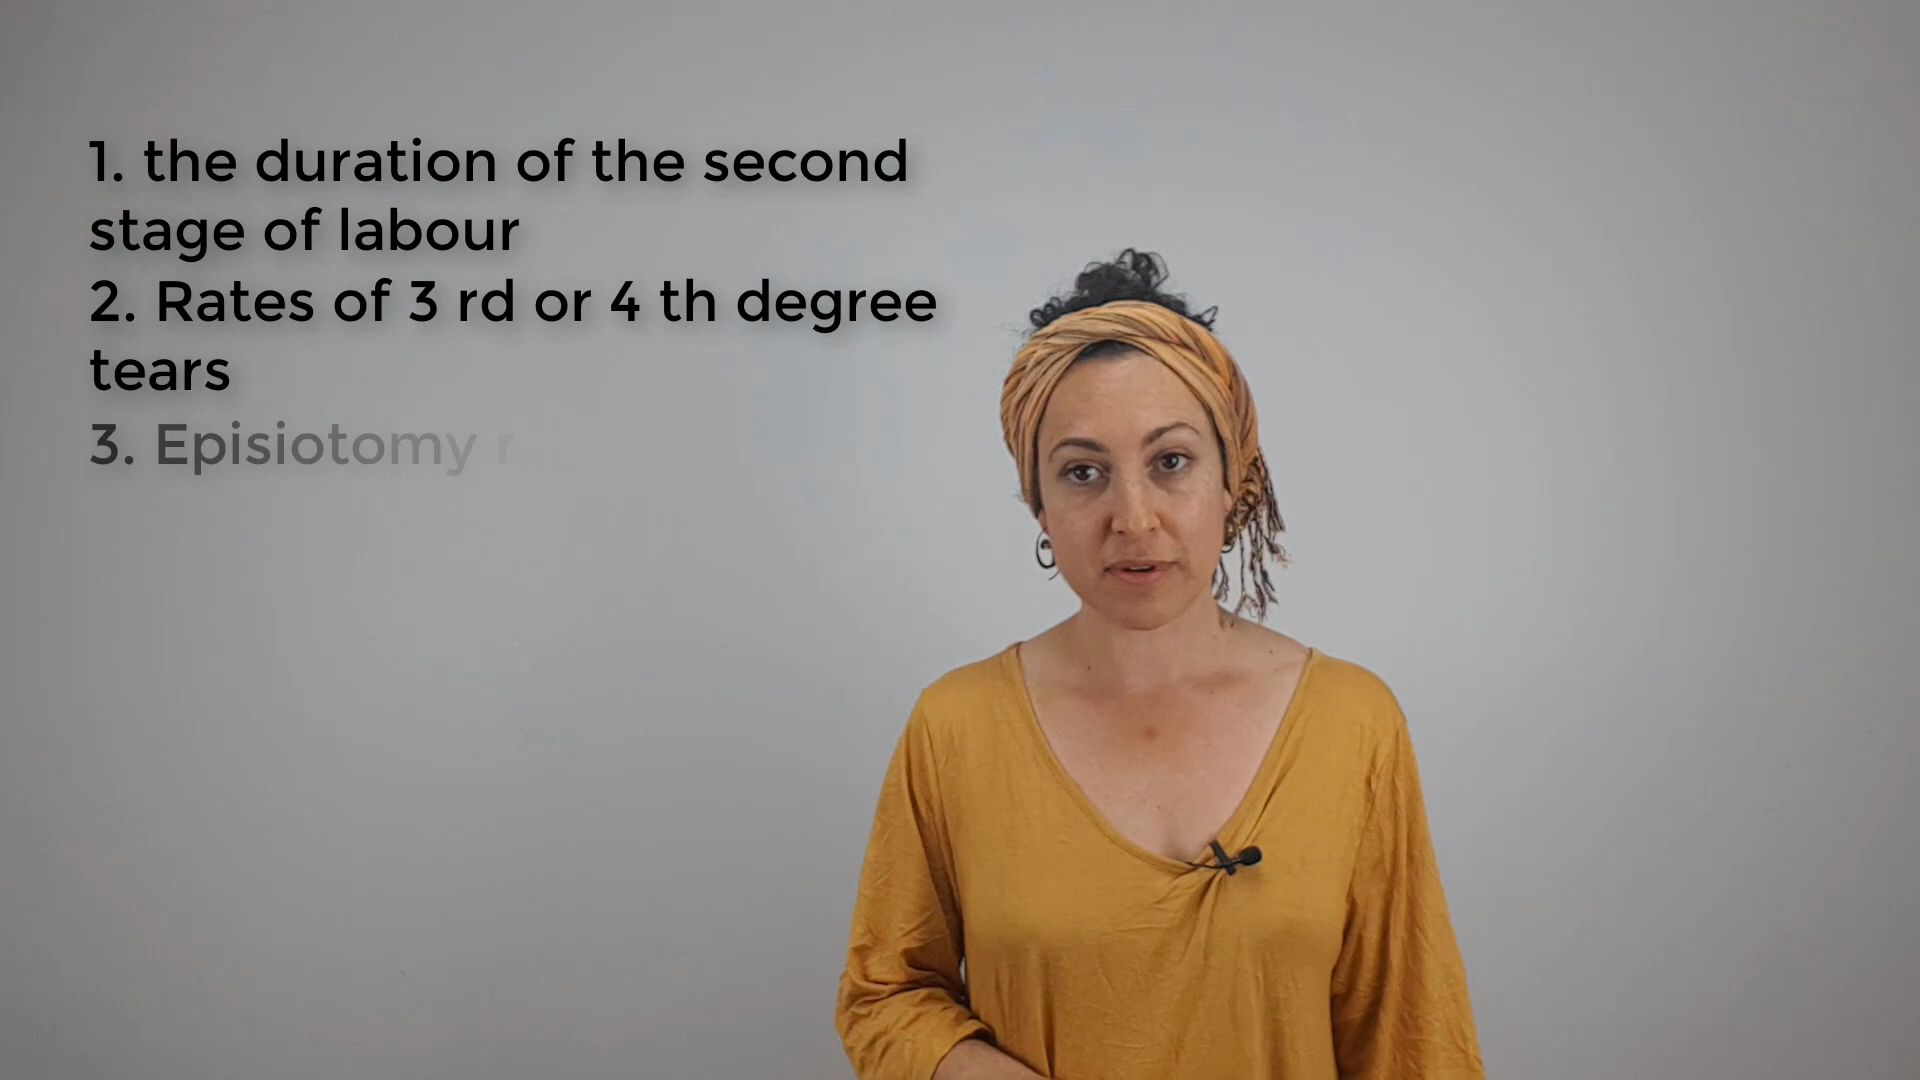 1. the duration of the second
stage of labour
2. Rates of 3 rd or 4 th degree
tears
3. Episiotomy r